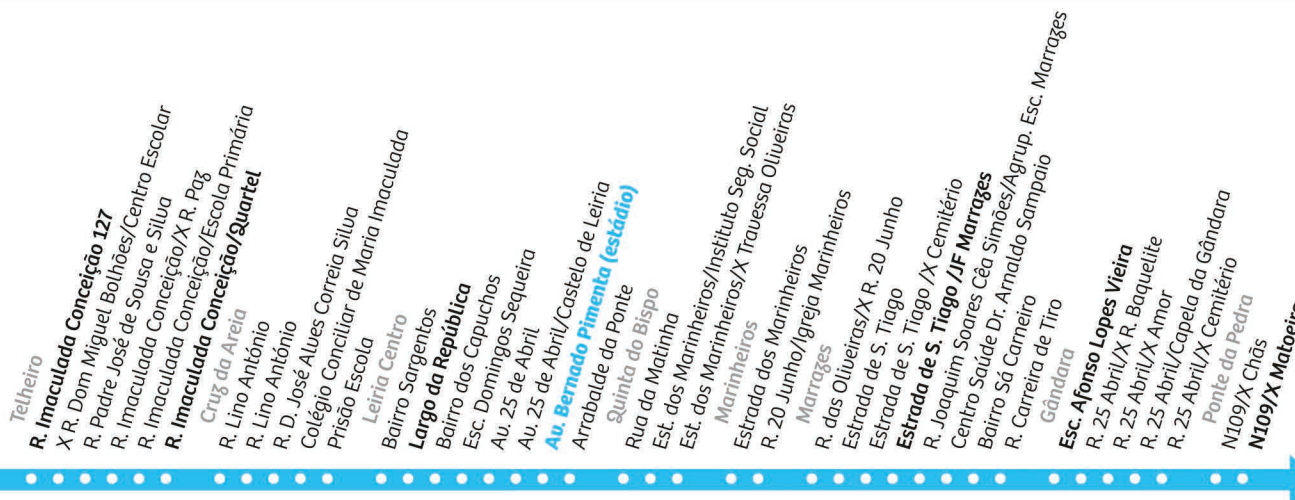 Telheiro
R. Imaculada Conceição 127
X R. Dom Miguel Bolhões/Centro Escolar
R. Padre José de Sousa e Silva
R. Imaculada Conceição/X R. Paz
R. Imaculada Conceição/Escola Primária
R. Imaculada Conceição/Quartel
Cruz da Areia
R. Lino António
R. Lino António
R. D. José Alves Correia Silva
Colégio Conciliar de Maria Imaculada
Prisão Escola
Leiria Centro
Bairro Sargentos
Largo da República
Bairro dos Capuchos
Esc. Domingos Sequeira
Av. 25 de Abril
Av. 25 de Abril/Castelo de Leiria
Av. Bernado Pimenta (estádio)
Arrabalde da Ponte
Quinta do Bispo
Rua da Matinha
Est. dos Marinheiros/Instituto Seg. Social
Est. dos Marinheiros/X Travessa Oliveiras
Marinheiros
Estrada dos Marinheiros
R. 20 Junho/Igreja Marinheiros
Marrazes
R. das Oliveiras/X R. 20 Junho
Estrada de S. Tiago
Estrada de S. Tiago /X Cemitério
Estrada de S. Tiago /JF Marrazes
R. Joaquim Soares Cêa Simões/Agrup. Esc. Marrazes
Centro Saúde Dr. Arnaldo Sampaio
Bairro Sá Carneiro
R. Carreira de Tiro
Gândara
Esc. Afonso Lopes Vieira
R. 25 Abril/X R. Baquelite
R. 25 Abril/X Amor
R. 25 Abril/Capela da Gândara
R. 25 Abril/X Cemitério
Ponte da Pedra
N109/X Chãs
N109/X Matoeira